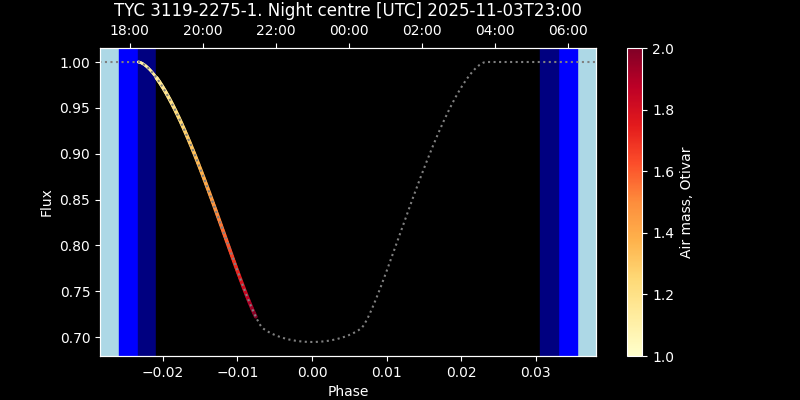 TYC 3119-2275-1. Night centre [UTC] 2025-11-03T23:00
18:00 20:00 22:00 00:00 02:00 04:00 06:00
1.00
0.95
0.90
0.85
0.80
0.75
0.70
Flux
−0.02 −0.01 0.00 0.01 0.02 0.03
Phase
2.0
1.8
1.6
1.4
1.2
1.0
Air mass, Otivar